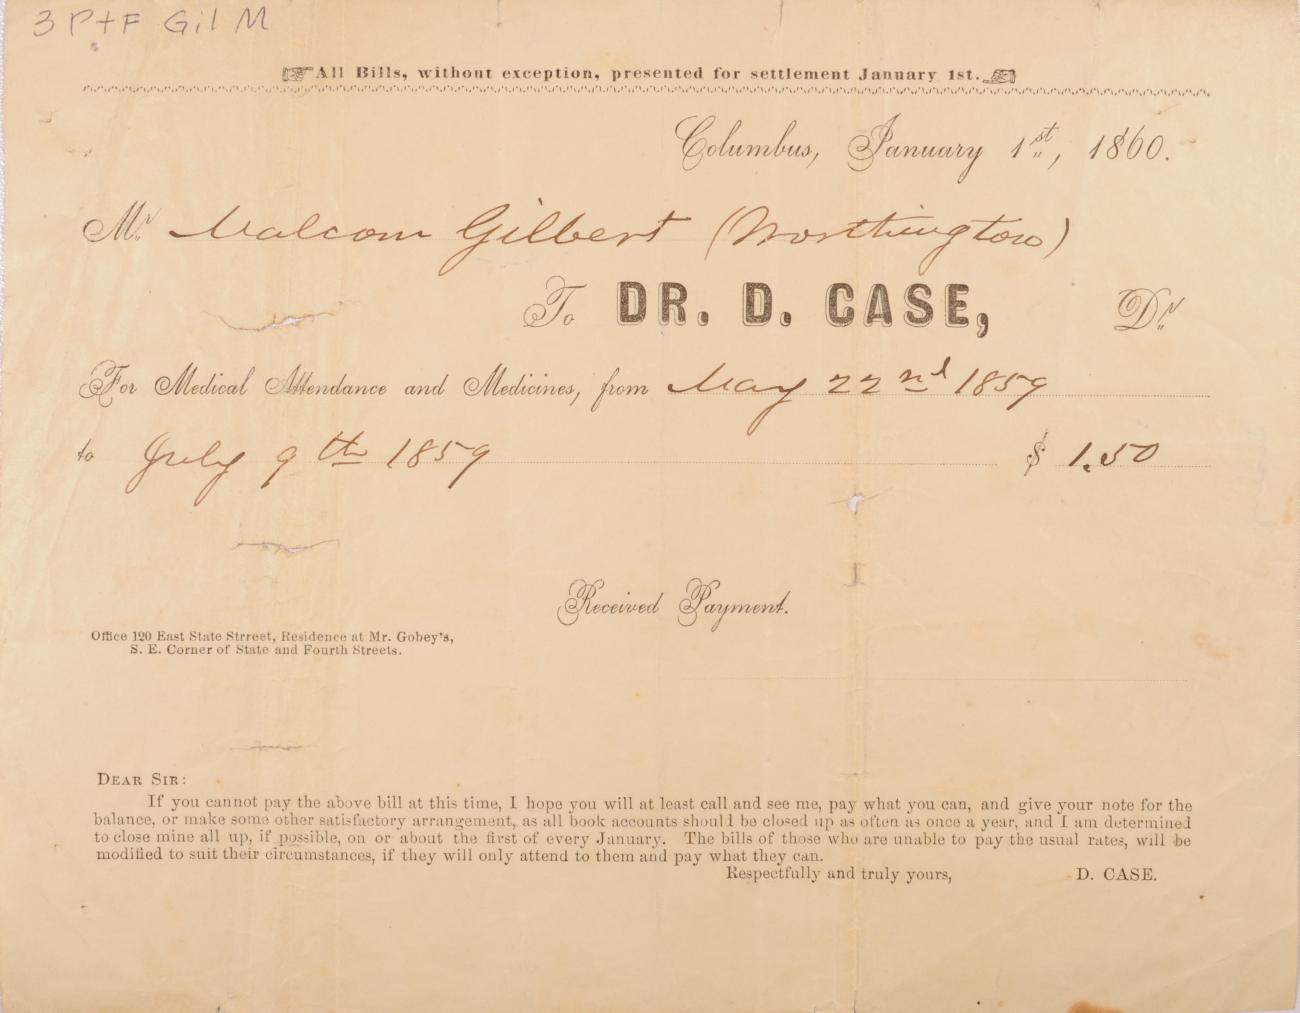 3 P+F Gil M
All Bills, without exception, presented for settlement January 1st.
Columbus, January 1st, 1860.
Mr Malcom Gilbert (Worthington)
To DR. D. CASE, Dr
For Medical Attendance and Medicines, from May 22nd 1859
to July 9th 1859 $ 1.50
Received Payment.
Office 120 East State Strreet, Residence at Mr. Gobey's,
S. E. Corner of State and Fourth Streets.
DEAR SIR:
If you cannot pay the above bill at this time, I hope you will at least call and see me, pay what you can, and give your note for the
balance, or make some other satisfactory arrangement, as all book accounts should be closed up as often as once a year, and I am determined
to close mine all up, if possible, on or about the first of every January. The bills of those who are unable to pay the usual rates, will be
modified to suit their circumstances, if they will only attend to them and pay what they can.
Respectfully and truly yours, D. CASE.